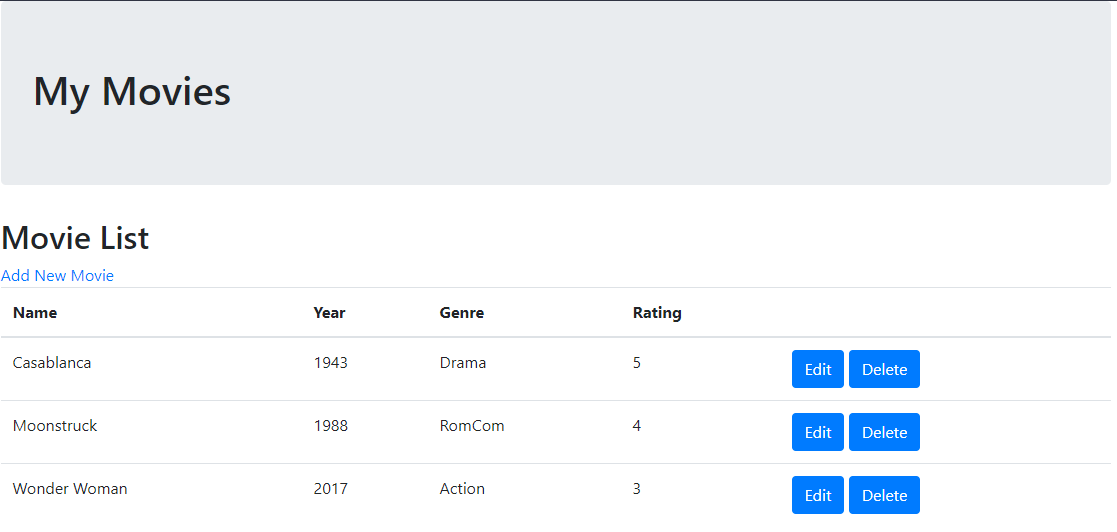 My Movies
Movie List
Add New Movie
Name Year Genre Rating
Casablanca 1943 Drama 5 Edit Delete
Moonstruck 1988 RomCom 4 Edit Delete
Wonder Woman 2017 Action 3 Edit Delete